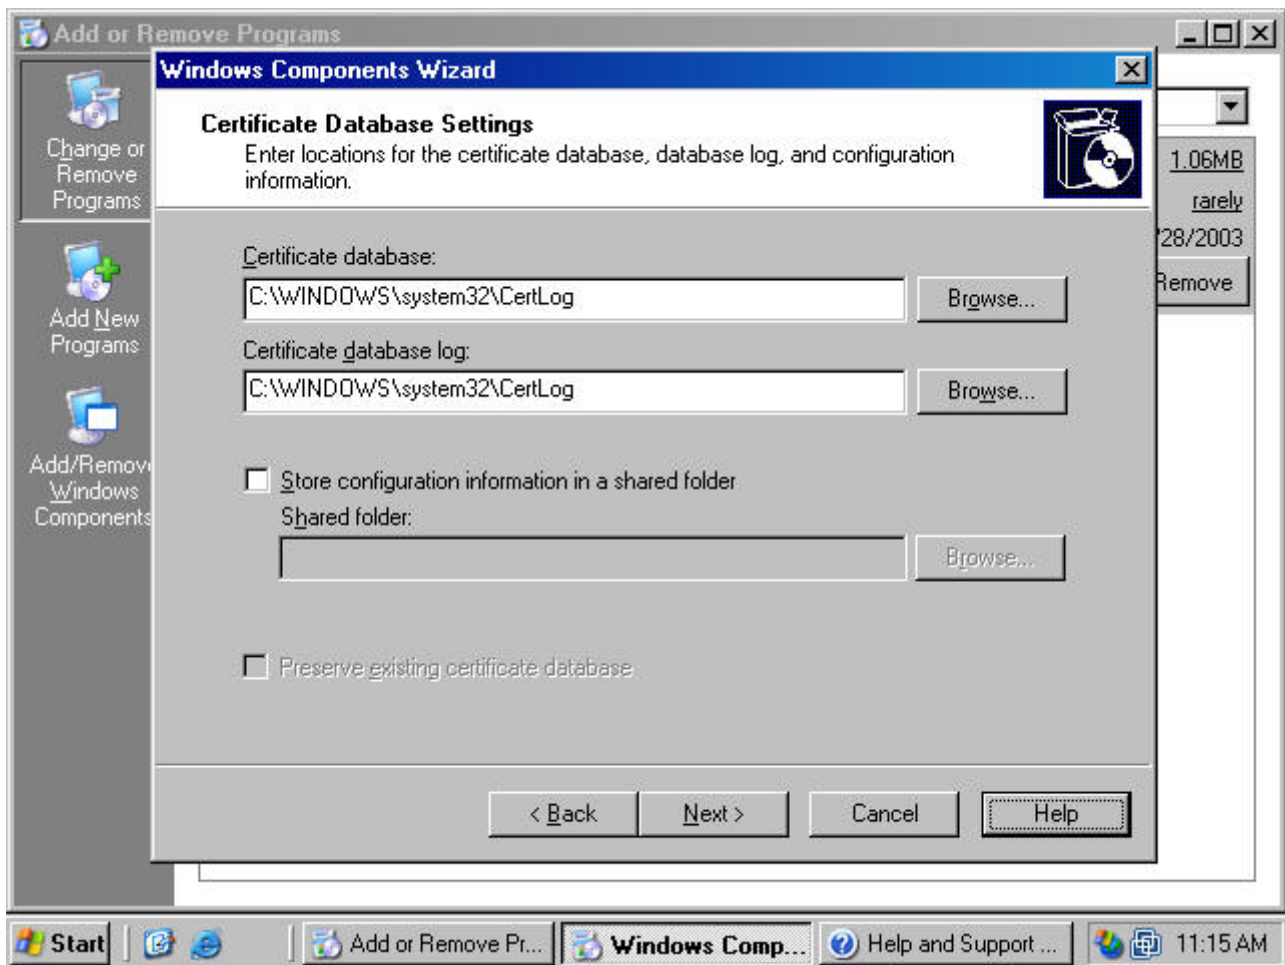 Add or Remove Programs
Windows Components Wizard
Certificate Database Settings
Enter locations for the certificate database, database log, and configuration
information.
Change or
Remove
Programs
Add New
Programs
Add/Remov
Windows
Component
1.06MB
rarely
/28/2003
Remove
Certificate database:
C:\WINDOWS\system32\CertLog
Browse...
Certificate database log:
C:\WINDOWS\system32\CertLog
Browse...
Store configuration information in a shared folder
Shared folder:
Browse...
Preserve existing certificate database
< Back
Next >
Cancel
Help
Start
Add or Remove Pr...
Windows Comp...
Help and Support ...
11:15 AM